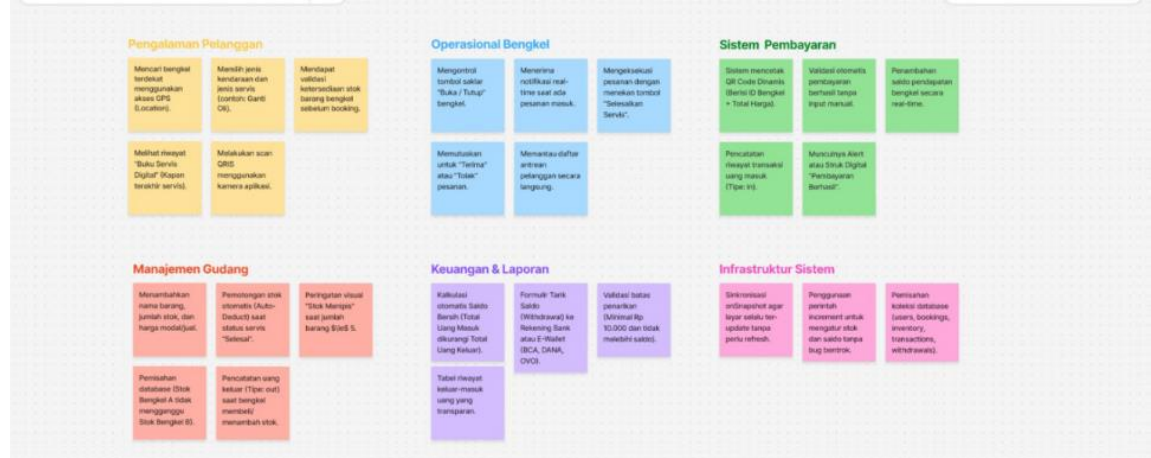 Pengalaman Pelanggan
Mencari bengkel
terdekat
menggunakan
akses GPS
(Location).
Memilih jenis
kendaraan dan
jenis servis
(contoh: Ganti
Oli).
Mendapat
validasi
ketersediaan stok
barang bengkel
sebelum booking.
Melihat riwayat
"Buku Servis
Digital" (Kapan
terakhir servis).
Melakukan scan
QRIS
menggunakan
kamera aplikasi.
Operasional Bengkel
Mengontrol
tombol saklar
"Buka / Tutup"
bengkel.
Menerima
notifikasi real-
time saat ada
pesanan masuk.
Mengeksekusi
pesanan dengan
menekan tombol
"Selesaikan
Servis".
Memutuskan
untuk "Terima"
atau "Tolak"
pesanan.
Memantau daftar
antrean
pelanggan secara
langsung.
Sistem Pembayaran
Sistem mencetak
QR Code Dinamis
(Berisi ID Bengkel
+ Total Harga).
Validasi otomatis
pembayaran
berhasil tanpa
input manual.
Penambahan
saldo pendapatan
bengkel secara
real-time.
Pencatatan
riwayat transaksi
uang masuk
(Tipe: in).
Munculnya Alert
atau Struk Digital
"Pembayaran
Berhasil".
Manajemen Gudang
Menambahkan
nama barang,
jumlah stok, dan
harga modal/jual.
Pemotongan stok
otomatis (Auto-
Deduct) saat
status servis
"Selesai".
Peringatan visual
"Stok Menipis"
saat jumlah
barang $\le$ 5.
Pemisahan
database (Stok
Bengkel A tidak
mengganggu
Stok Bengkel B).
Pencatatan uang
keluar (Tipe: out)
saat bengkel
membeli/
menambah stok.
Keuangan & Laporan
Kalkulasi
otomatis Saldo
Bersih (Total
Uang Masuk
dikurangi Total
Uang Keluar).
Formulir Tarik
Saldo
(Withdrawal) ke
Rekening Bank
atau E-Wallet
(BCA, DANA,
OVO).
Validasi batas
penarikan
(Minimal Rp
10.000 dan tidak
melebihi saldo).
Tabel riwayat
keluar-masuk
uang yang
transparan.
Infrastruktur Sistem
Sinkronisasi
onSnapshot agar
layar selalu ter-
update tanpa
perlu refresh.
Penggunaan
perintah
increment untuk
mengatur stok
dan saldo tanpa
bug bentrok.
Pemisahan
koleksi database
(users, bookings,
inventory,
transactions,
withdrawals).